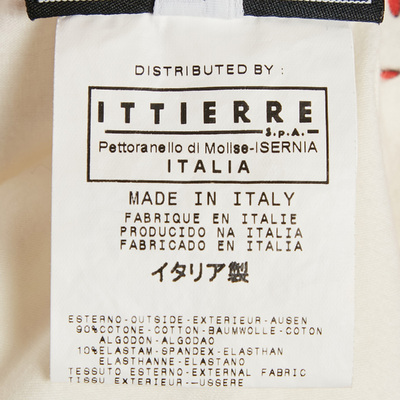 DISTRIBUTED BY :
ITTIERRE
S.p.A.
Pettoranello di Molise-ISERNIA
ITALIA
MADE IN ITALY
FABRIQUE EN ITALIE
PRODUCIDO NA ITALIA
FABRICADO EN ITALIA
イタリア製
ESTERNO-OUTSIDE-EXTERIEUR-AUSEN
90%COTONE-COTTON-BAUMWOLLE-COTON
ALGODON-ALGODAO
10%ELASTAM-SPANDEX-ELASTHAN
ELASTHANNE-ELASTANO
TESSUTO ESTERNO-EXTERNAL FABRIC
TISSU EXTERIEUR-USSERE